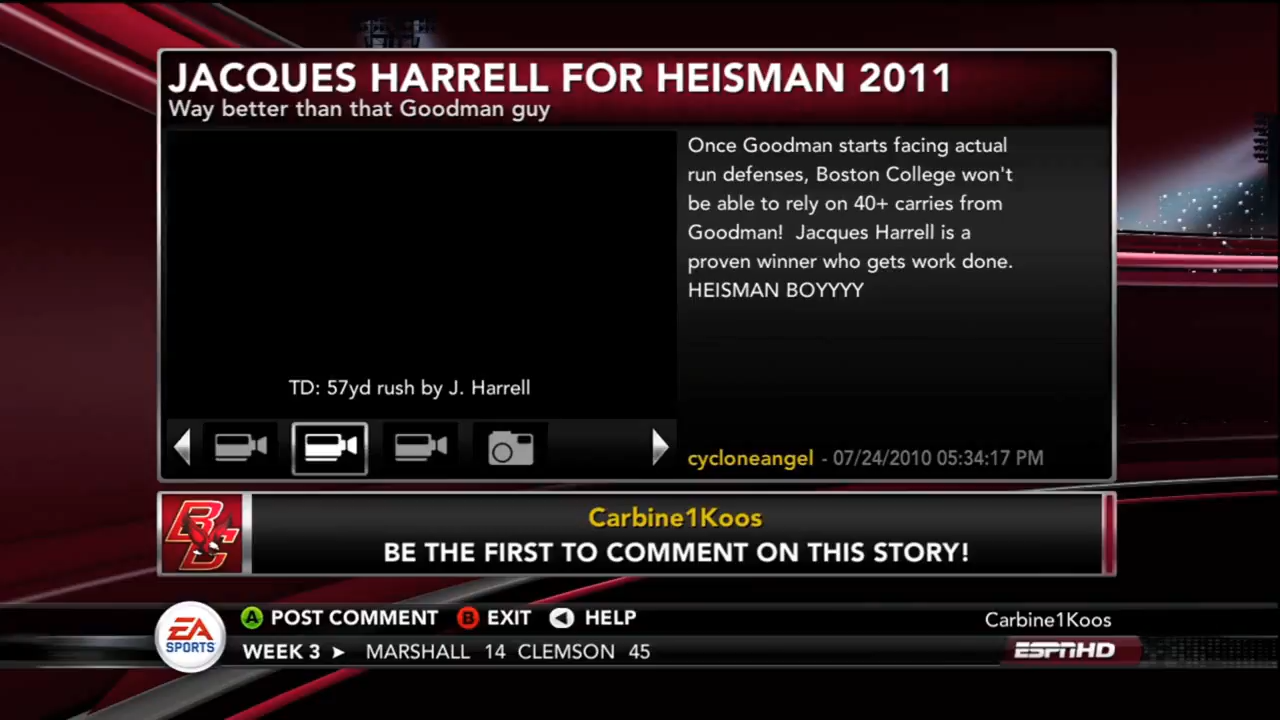 JACQUES HARRELL FOR HEISMAN 2011
Way better than that Goodman guy
Once Goodman starts facing actual
run defenses, Boston College won't
be able to rely on 40+ carries from
Goodman!  Jacques Harrell is a
proven winner who gets work done.
HEISMAN BOYYYY
TD: 57yd rush by J. Harrell
cycloneangel - 07/24/2010 05:34:17 PM
BC
Carbine1Koos
BE THE FIRST TO COMMENT ON THIS STORY!
EA SPORTS
A POST COMMENT B EXIT HELP
Carbine1Koos
WEEK 3 MARSHALL 14 CLEMSON 45
ESPNHD